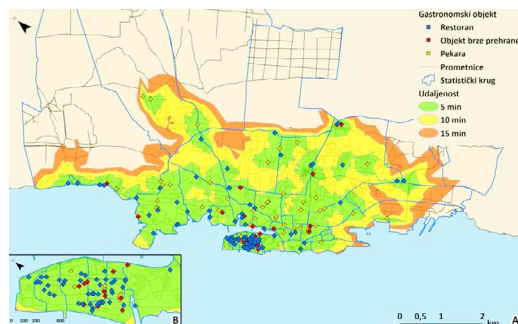 Gastronomski objekt
Restoran
Objekt brze prehrane
Pekara
Prometnice
Statistički krug
Udaljenost
5 min
10 min
15 min
0 0,5 1 2
km
A
0 100 200 400
B